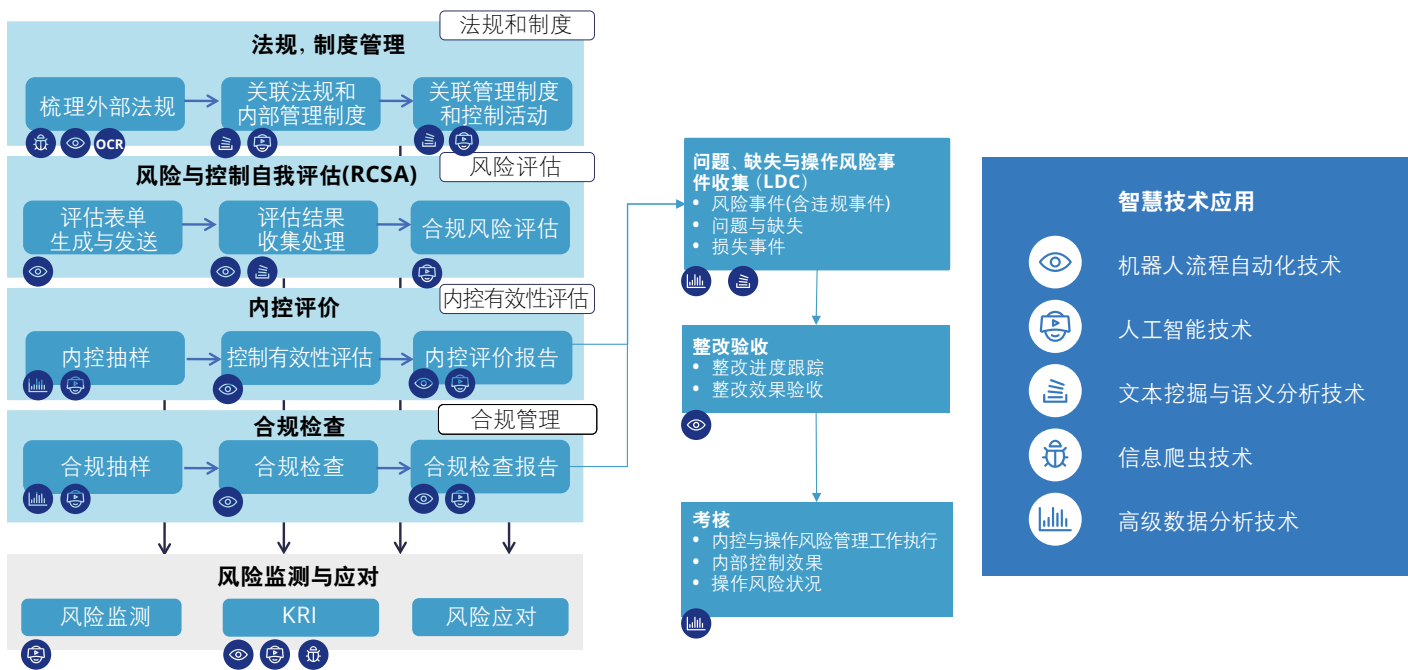 法规和制度
法规, 制度管理
梳理外部法规
关联法规和
内部管理制度
关联管理制度
和控制活动
OCR
风险评估
风险与控制自我评估(RCSA)
评估表单
生成与发送
评估结果
收集处理
合规风险评估
内控有效性评估
内控评价
内控抽样
控制有效性评估
内控评价报告
合规管理
合规检查
合规抽样
合规检查
合规检查报告
风险监测与应对
风险监测
KRI
风险应对
问题、缺失与操作风险事
件收集 (LDC)
• 风险事件(含违规事件)
• 问题与缺失
• 损失事件
整改验收
• 整改进度跟踪
• 整改效果验收
考核
• 内控与操作风险管理工作执行
• 内部控制效果
• 操作风险状况
智慧技术应用
机器人流程自动化技术
人工智能技术
文本挖掘与语义分析技术
信息爬虫技术
高级数据分析技术